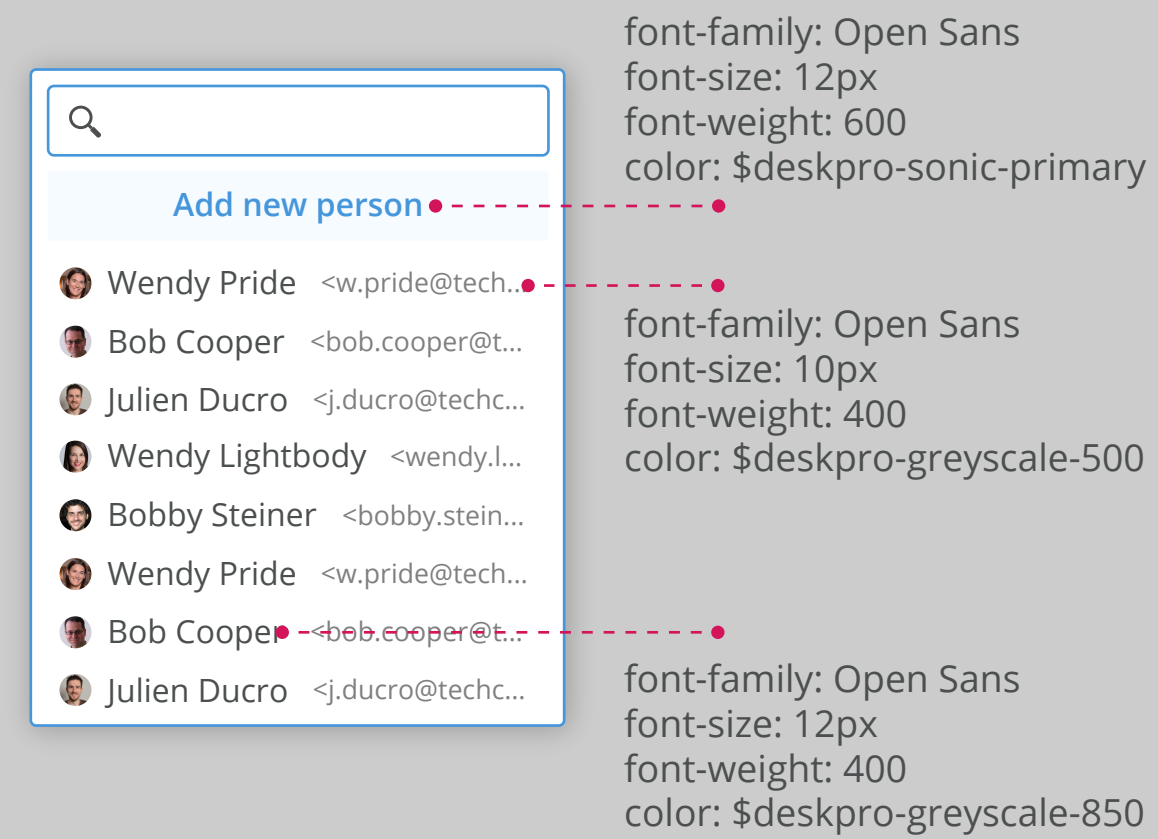 font-family: Open Sans
font-size: 12px
font-weight: 600
color: $deskpro-sonic-primary
Add new person
Wendy Pride <w.pride@tech...
Bob Cooper <bob.cooper@t...
Julien Ducro <j.ducro@techc...
Wendy Lightbody <wendy.l...
Bobby Steiner <bobby.stein...
Wendy Pride <w.pride@tech...
Bob Cooper <bob.cooper@t...
Julien Ducro <j.ducro@techc...
font-family: Open Sans
font-size: 10px
font-weight: 400
color: $deskpro-greyscale-500
font-family: Open Sans
font-size: 12px
font-weight: 400
color: $deskpro-greyscale-850